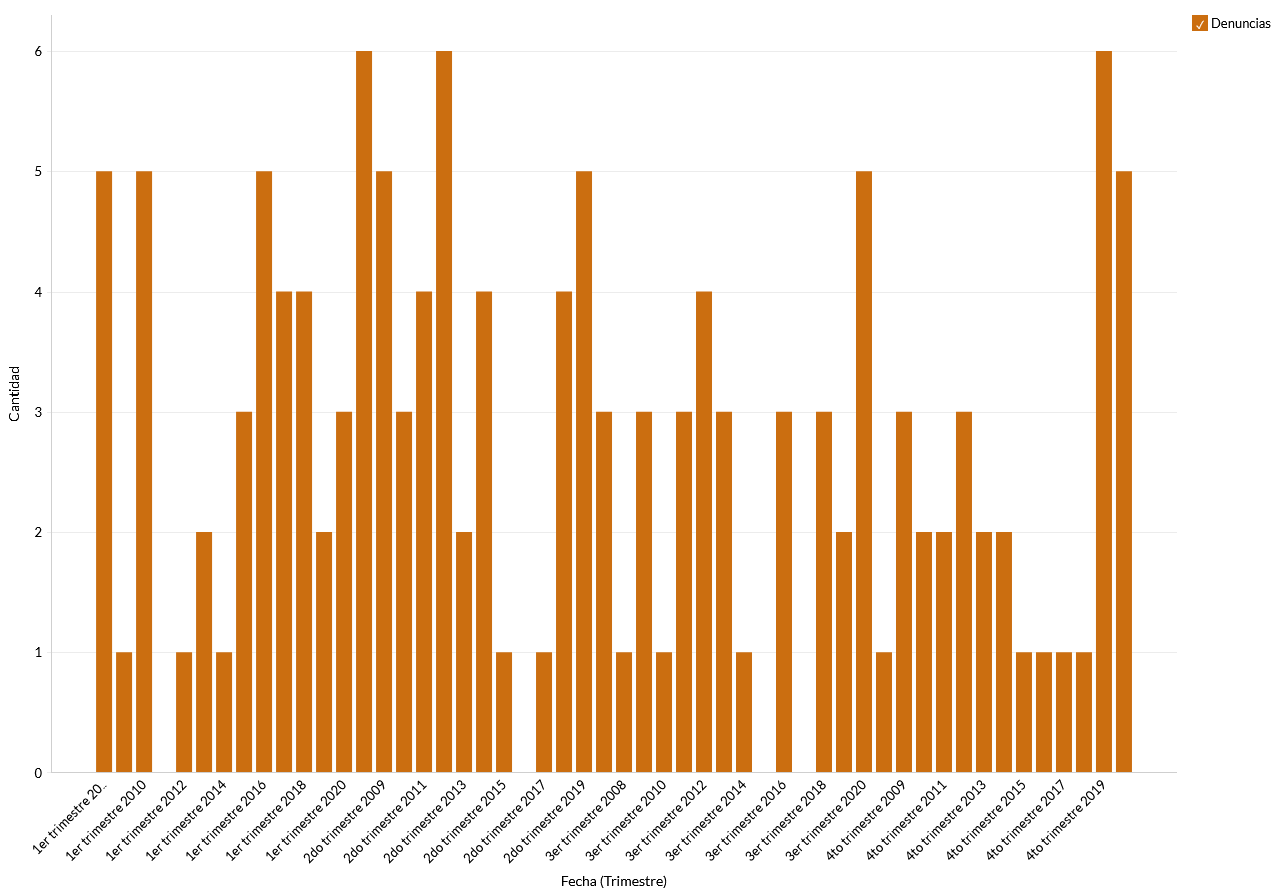 Denuncias
6
5
4
3
2
1
0
Cantidad
1er trimestre 20..
1er trimestre 2010
1er trimestre 2012
1er trimestre 2014
1er trimestre 2016
1er trimestre 2018
1er trimestre 2020
2do trimestre 2009
2do trimestre 2011
2do trimestre 2013
2do trimestre 2015
2do trimestre 2017
2do trimestre 2019
3er trimestre 2008
3er trimestre 2010
3er trimestre 2012
3er trimestre 2014
3er trimestre 2016
3er trimestre 2018
3er trimestre 2020
4to trimestre 2009
4to trimestre 2011
4to trimestre 2013
4to trimestre 2015
4to trimestre 2017
4to trimestre 2019
Fecha (Trimestre)